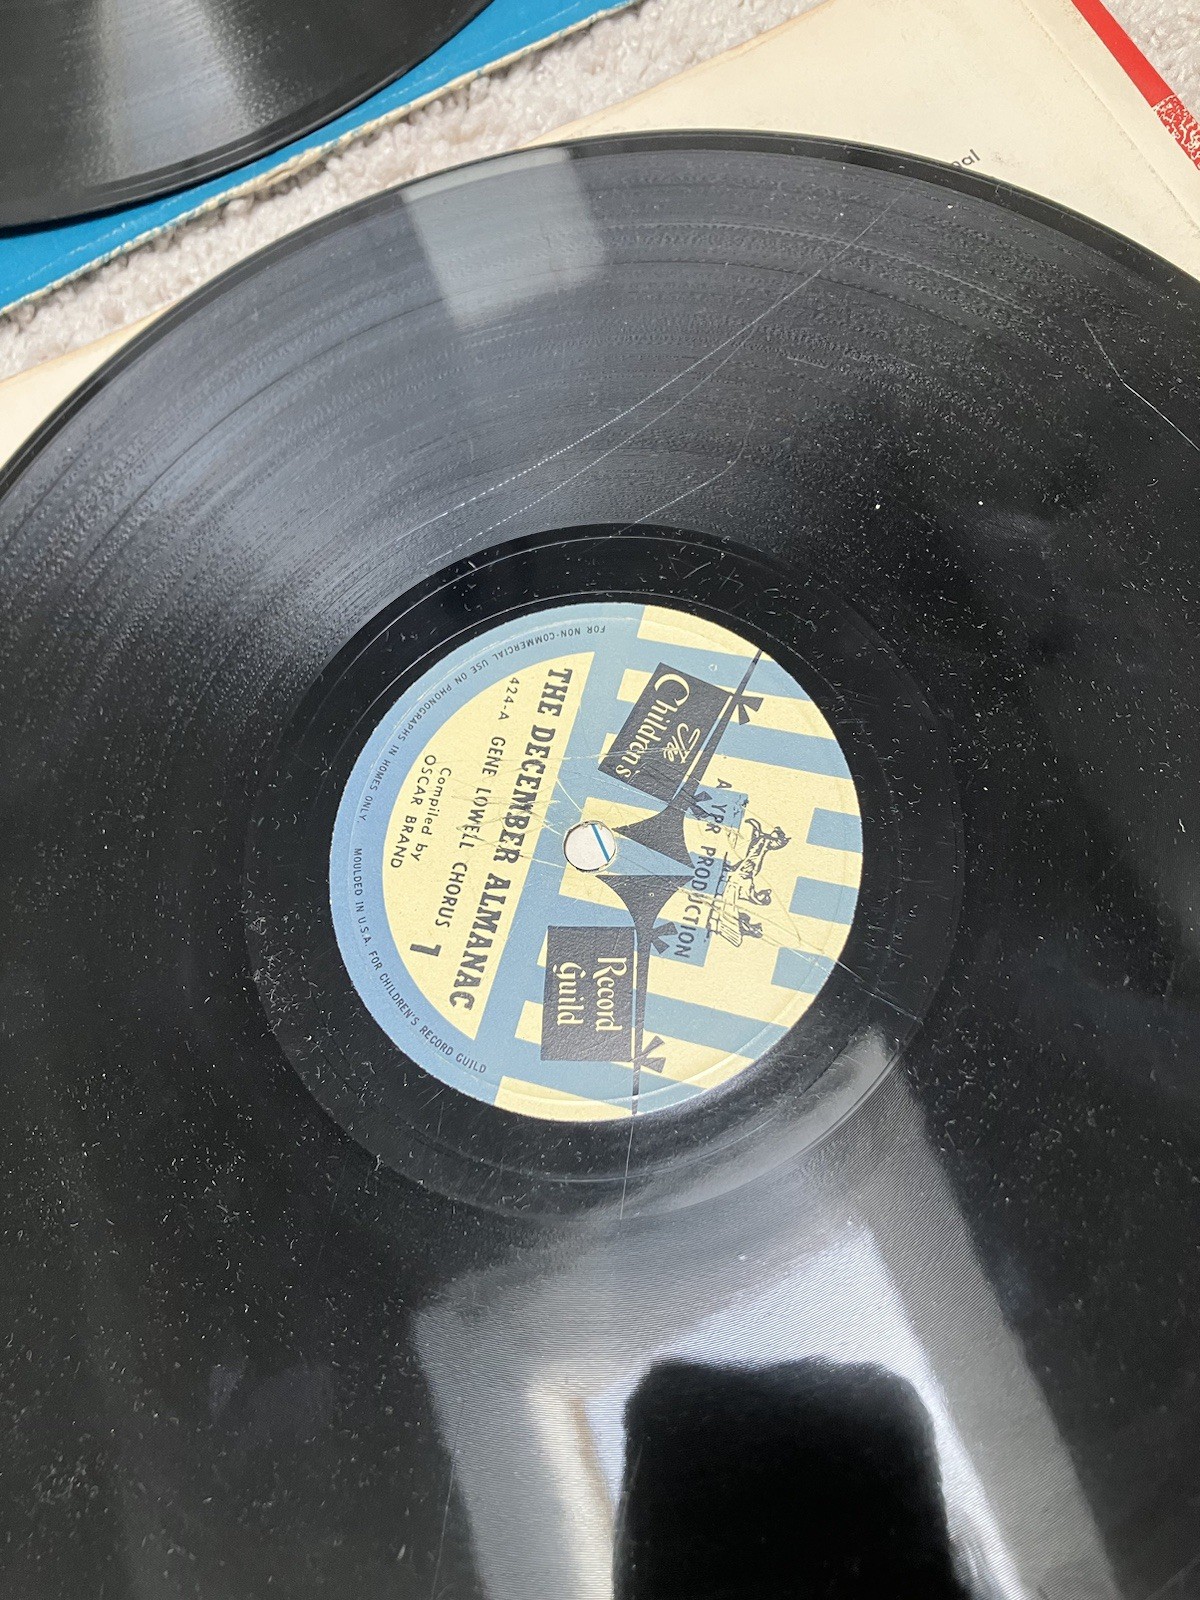 The
Children's
Record
Guild
A YPR PRODUCTION
THE DECEMBER ALMANAC
424-A GENE LOWELL CHORUS 1
Compiled by
OSCAR BRAND
FOR NON-COMMERCIAL USE ON PHONOGRAPHS IN HOMES ONLY. MOULDED IN U.S.A. FOR CHILDREN'S RECORD GUILD